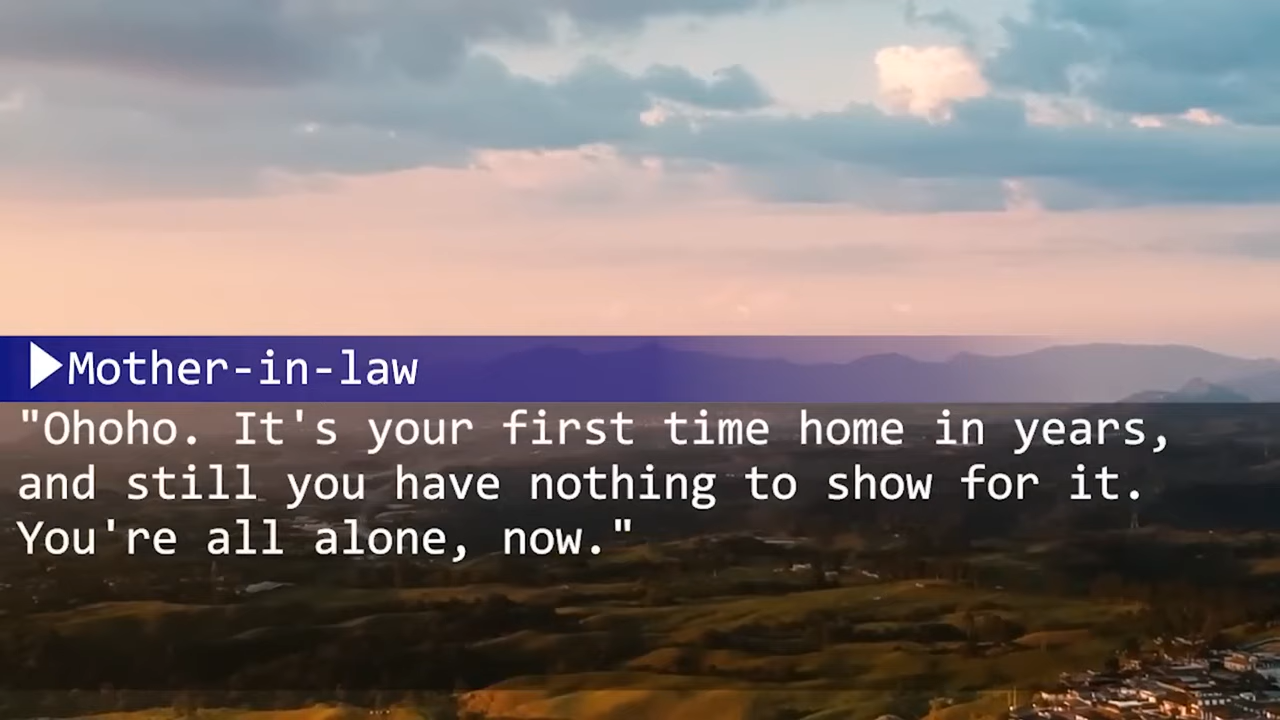 ▶Mother-in-law
"Ohoho. It's your first time home in years,
and still you have nothing to show for it.
You're all alone, now."